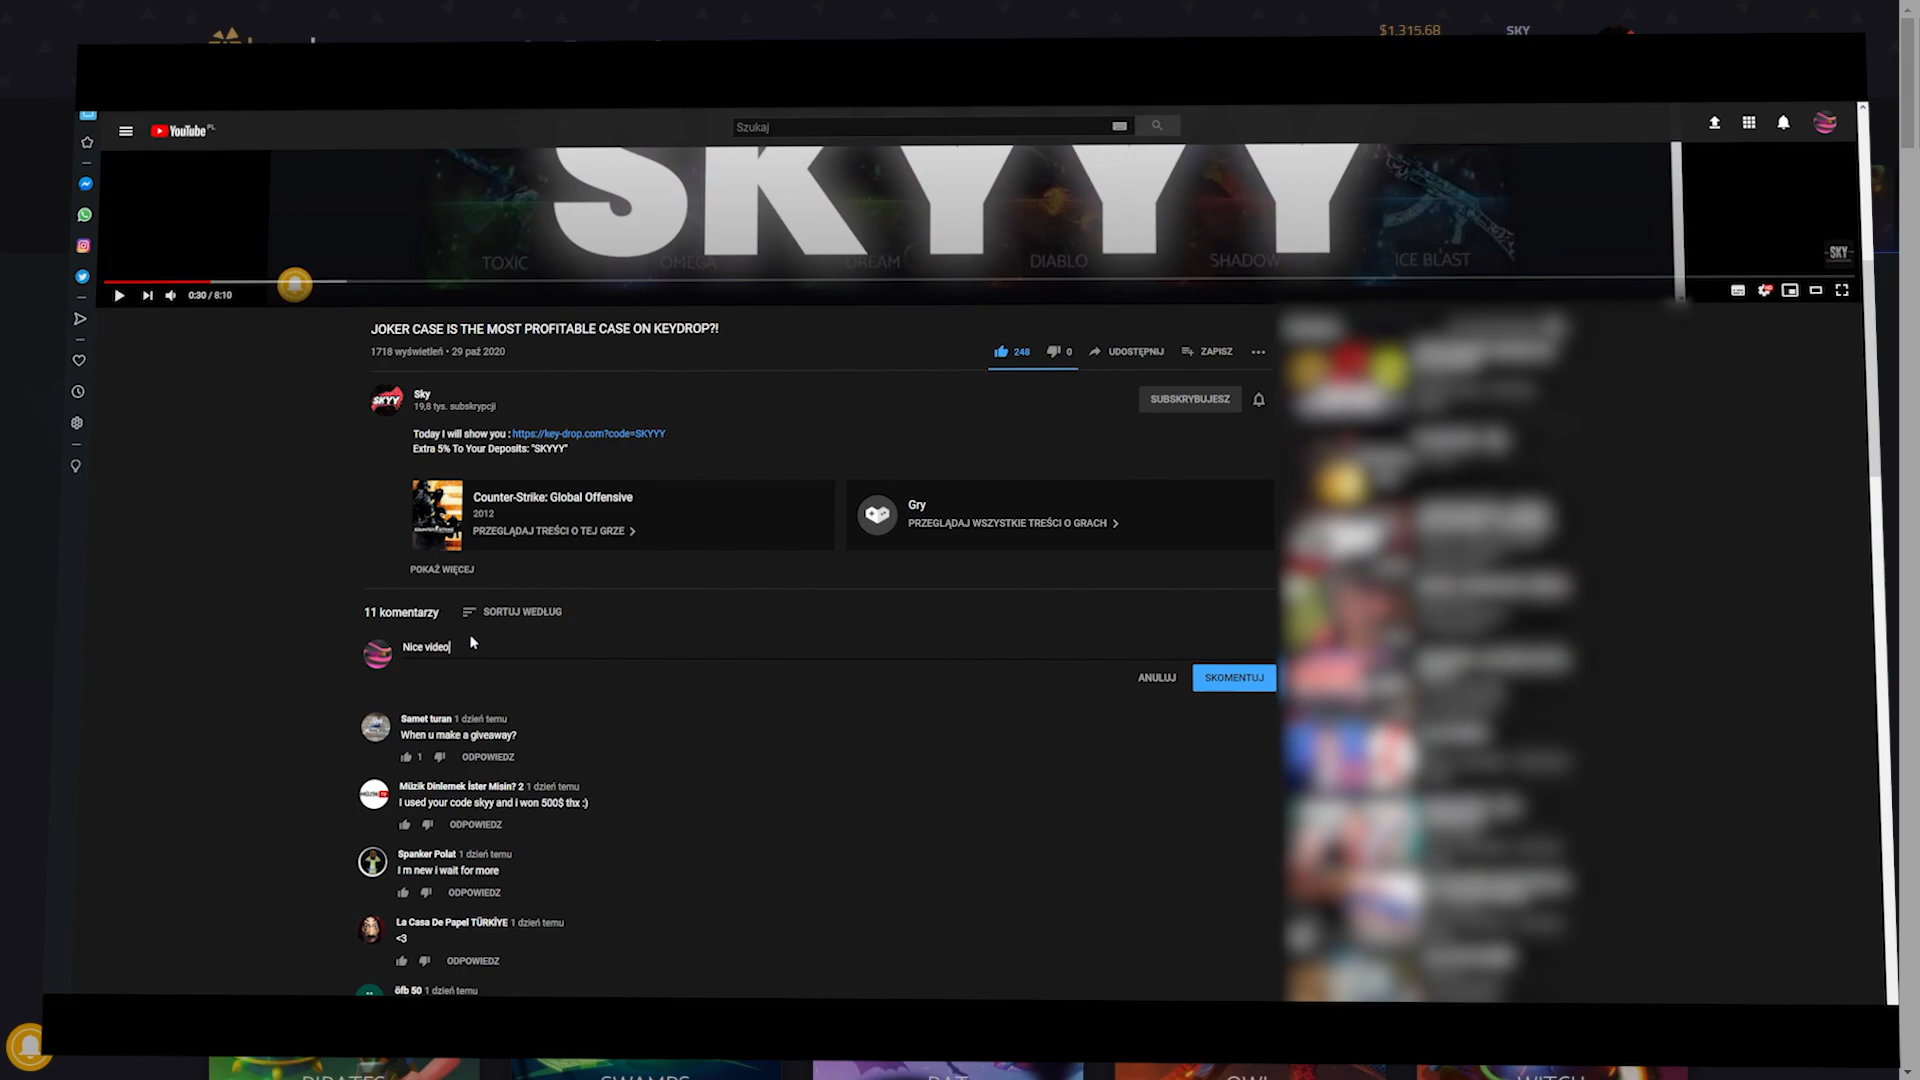 $1,315.68
SKY
YouTube PL
Szukaj
SKYYY
TOXIC
OMEGA
DREAM
DIABLO
SHADOW
ICE BLAST
SKY
0:30 / 8:10
JOKER CASE IS THE MOST PROFITABLE CASE ON KEYDROP?!
1718 wyświetleń • 29 paź 2020
248
0
UDOSTĘPNIJ
ZAPISZ
SKYY
Sky
19,8 tys. subskrypcji
SUBSKRYBUJESZ
Today I will show you : https://key-drop.com?code=SKYYY
Extra 5% To Your Deposits: "SKYYY"
Counter-Strike: Global Offensive
2012
PRZEGLĄDAJ TREŚCI O TEJ GRZE
Gry
PRZEGLĄDAJ WSZYSTKIE TREŚCI O GRACH
POKAŻ WIĘCEJ
11 komentarzy
SORTUJ WEDŁUG
Nice video
ANULUJ
SKOMENTUJ
Samet turan 1 dzień temu
When u make a giveaway?
1
ODPOWIEDZ
Müzik Dinlemek İster Misin? 2 1 dzień temu
I used your code skyy and i won 500$ thx :)
ODPOWIEDZ
Spanker Polat 1 dzień temu
I m new i wait for more
ODPOWIEDZ
La Casa De Papel TÜRKİYE 1 dzień temu
<3
ODPOWIEDZ
öfb 50 1 dzień temu
PIRATES
SWAMPS
RAT
OWL
WITCH